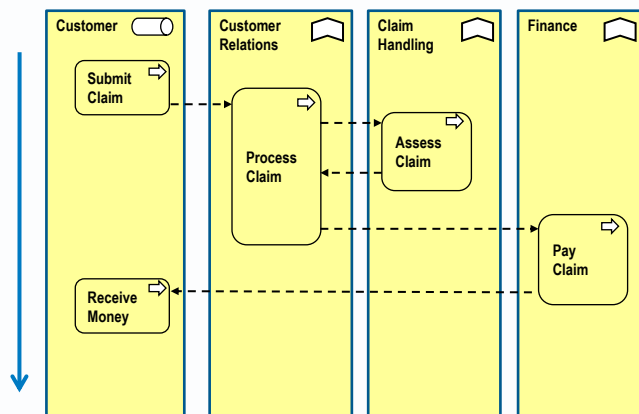 Customer
Customer
Relations
Claim
Handling
Finance
Submit
Claim
Process
Claim
Assess
Claim
Pay
Claim
Receive
Money